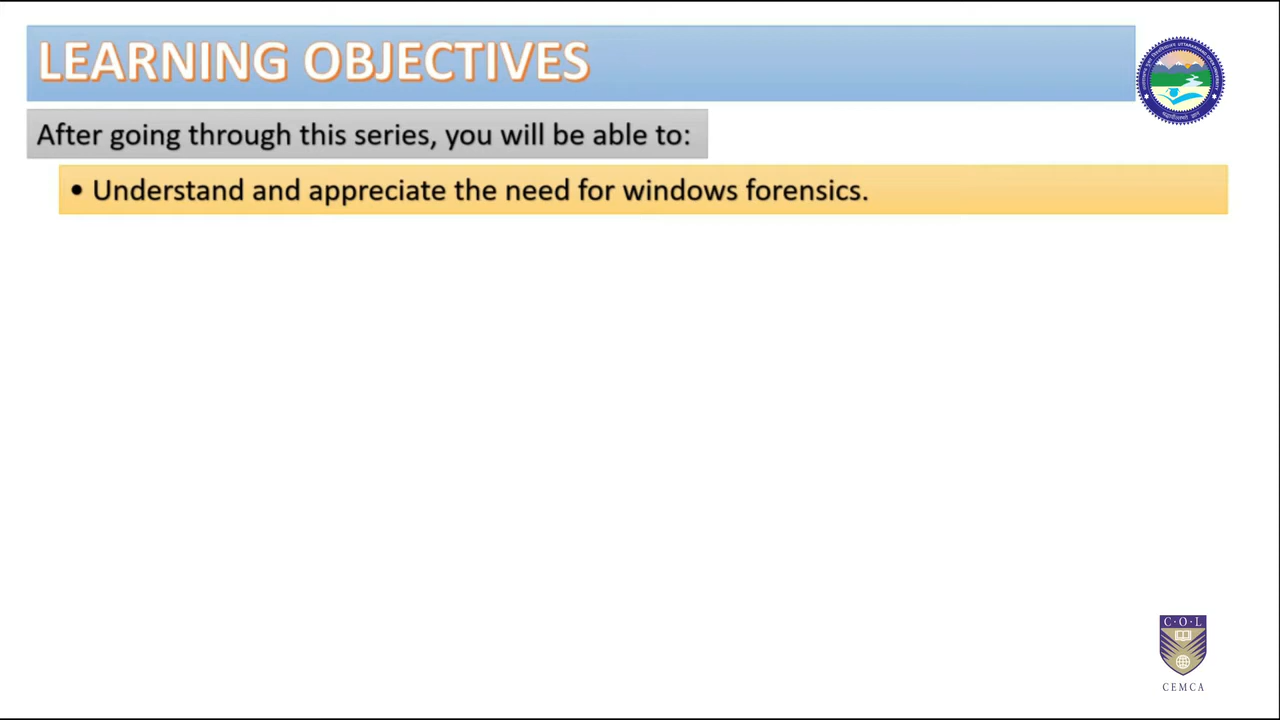 LEARNING OBJECTIVES
After going through this series, you will be able to:
• Understand and appreciate the need for windows forensics.
C·O·L
CEMCA